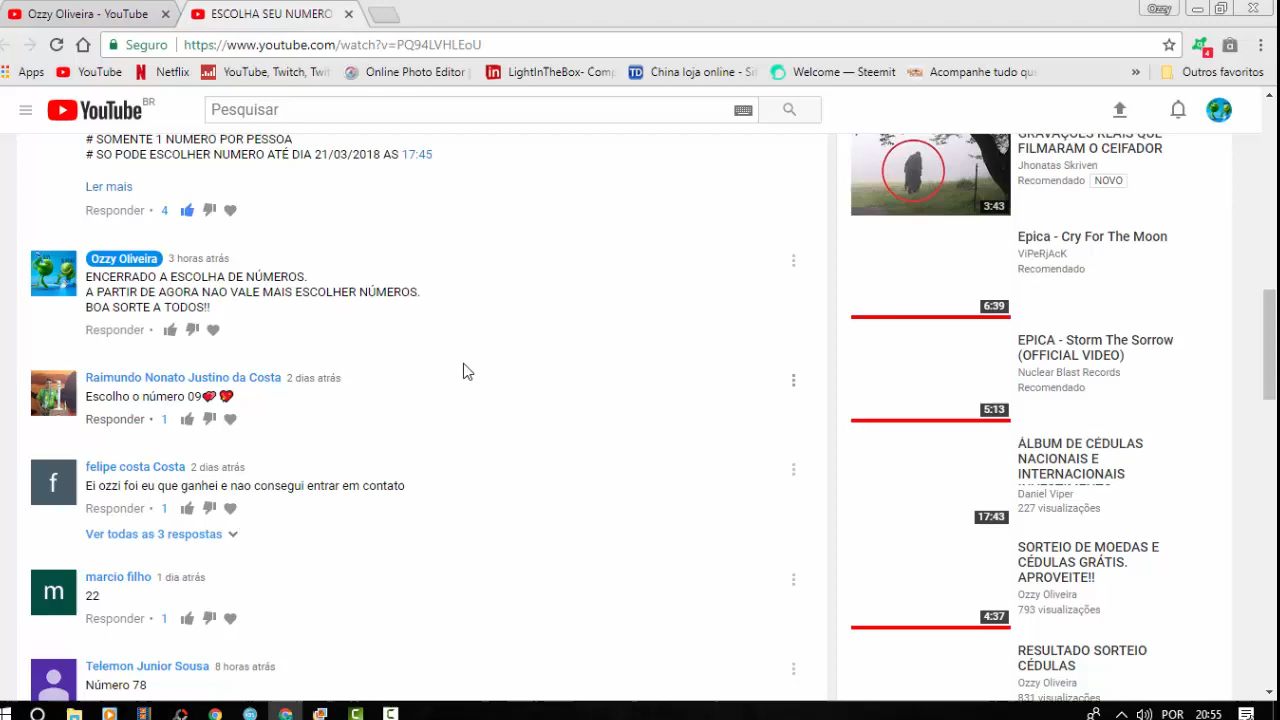 Ozzy Oliveira - YouTube
ESCOLHA SEU NUMERO
Ozzy
Seguro
https://www.youtube.com/watch?v=PQ94LVHLEoU
4
Apps
YouTube
Netflix
YouTube, Twitch, Twi
Online Photo Editor
LightInTheBox- Comp
China loja online - Si
Welcome — Steemit
Acompanhe tudo qu
»
Outros favoritos
YouTube BR
Pesquisar
# SOMENTE 1 NUMERO POR PESSOA
# SO PODE ESCOLHER NUMERO ATÉ DIA 21/03/2018 AS 17:45
Ler mais
Responder • 4
Ozzy Oliveira 3 horas atrás
ENCERRADO A ESCOLHA DE NÚMEROS.
A PARTIR DE AGORA NAO VALE MAIS ESCOLHER NÚMEROS.
BOA SORTE A TODOS!!
Responder •
Raimundo Nonato Justino da Costa 2 dias atrás
Escolho o número 09💕💖
Responder • 1
f
felipe costa Costa 2 dias atrás
Ei ozzi foi eu que ganhei e nao consegui entrar em contato
Responder • 1
Ver todas as 3 respostas
m
marcio filho 1 dia atrás
22
Responder • 1
Telemon Junior Sousa 8 horas atrás
Número 78
GRAVAÇÕES REAIS QUE
FILMARAM O CEIFADOR
Jhonatas Skriven
Recomendado NOVO
3:43
Epica - Cry For The Moon
ViPeRjAcK
Recomendado
6:39
EPICA - Storm The Sorrow
(OFFICIAL VIDEO)
Nuclear Blast Records
Recomendado
5:13
ÁLBUM DE CÉDULAS
NACIONAIS E
INTERNACIONAIS
Daniel Viper
227 visualizações
17:43
SORTEIO DE MOEDAS E
CÉDULAS GRÁTIS.
APROVEITE!!
Ozzy Oliveira
793 visualizações
4:37
RESULTADO SORTEIO
CÉDULAS
Ozzy Oliveira
831 visualizações
POR
20:55